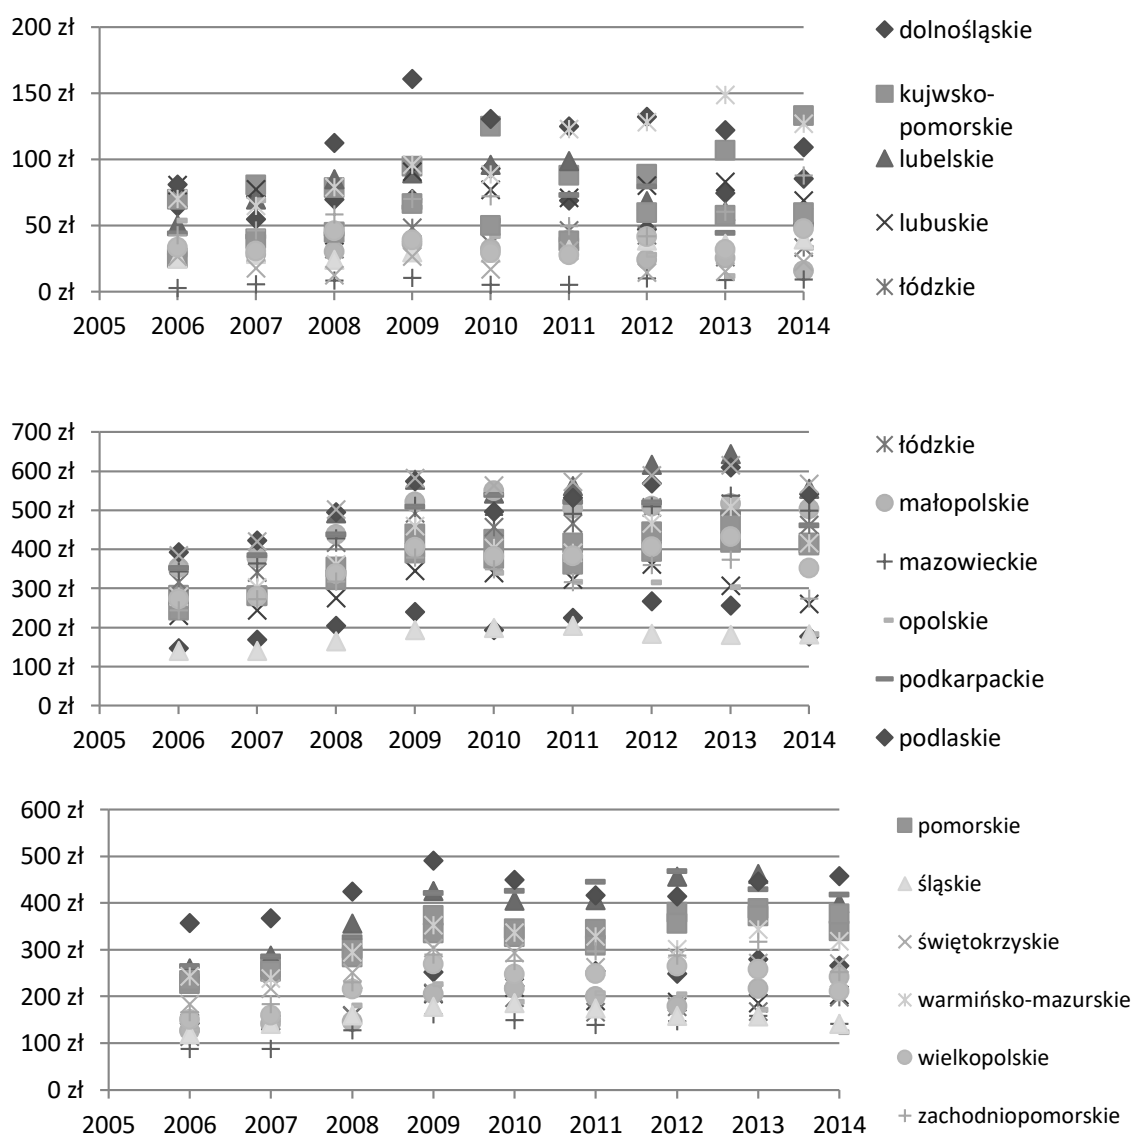 200 zł
150 zł
100 zł
50 zł
0 zł
2005 2006 2007 2008 2009 2010 2011 2012 2013 2014
dolnośląskie
kujwsko-
pomorskie
lubelskie
lubuskie
łódzkie
700 zł
600 zł
500 zł
400 zł
300 zł
200 zł
100 zł
0 zł
2005 2006 2007 2008 2009 2010 2011 2012 2013 2014
łódzkie
małopolskie
mazowieckie
opolskie
podkarpackie
podlaskie
600 zł
500 zł
400 zł
300 zł
200 zł
100 zł
0 zł
2005 2006 2007 2008 2009 2010 2011 2012 2013 2014
pomorskie
śląskie
świętokrzyskie
warmińsko-mazurskie
wielkopolskie
zachodniopomorskie